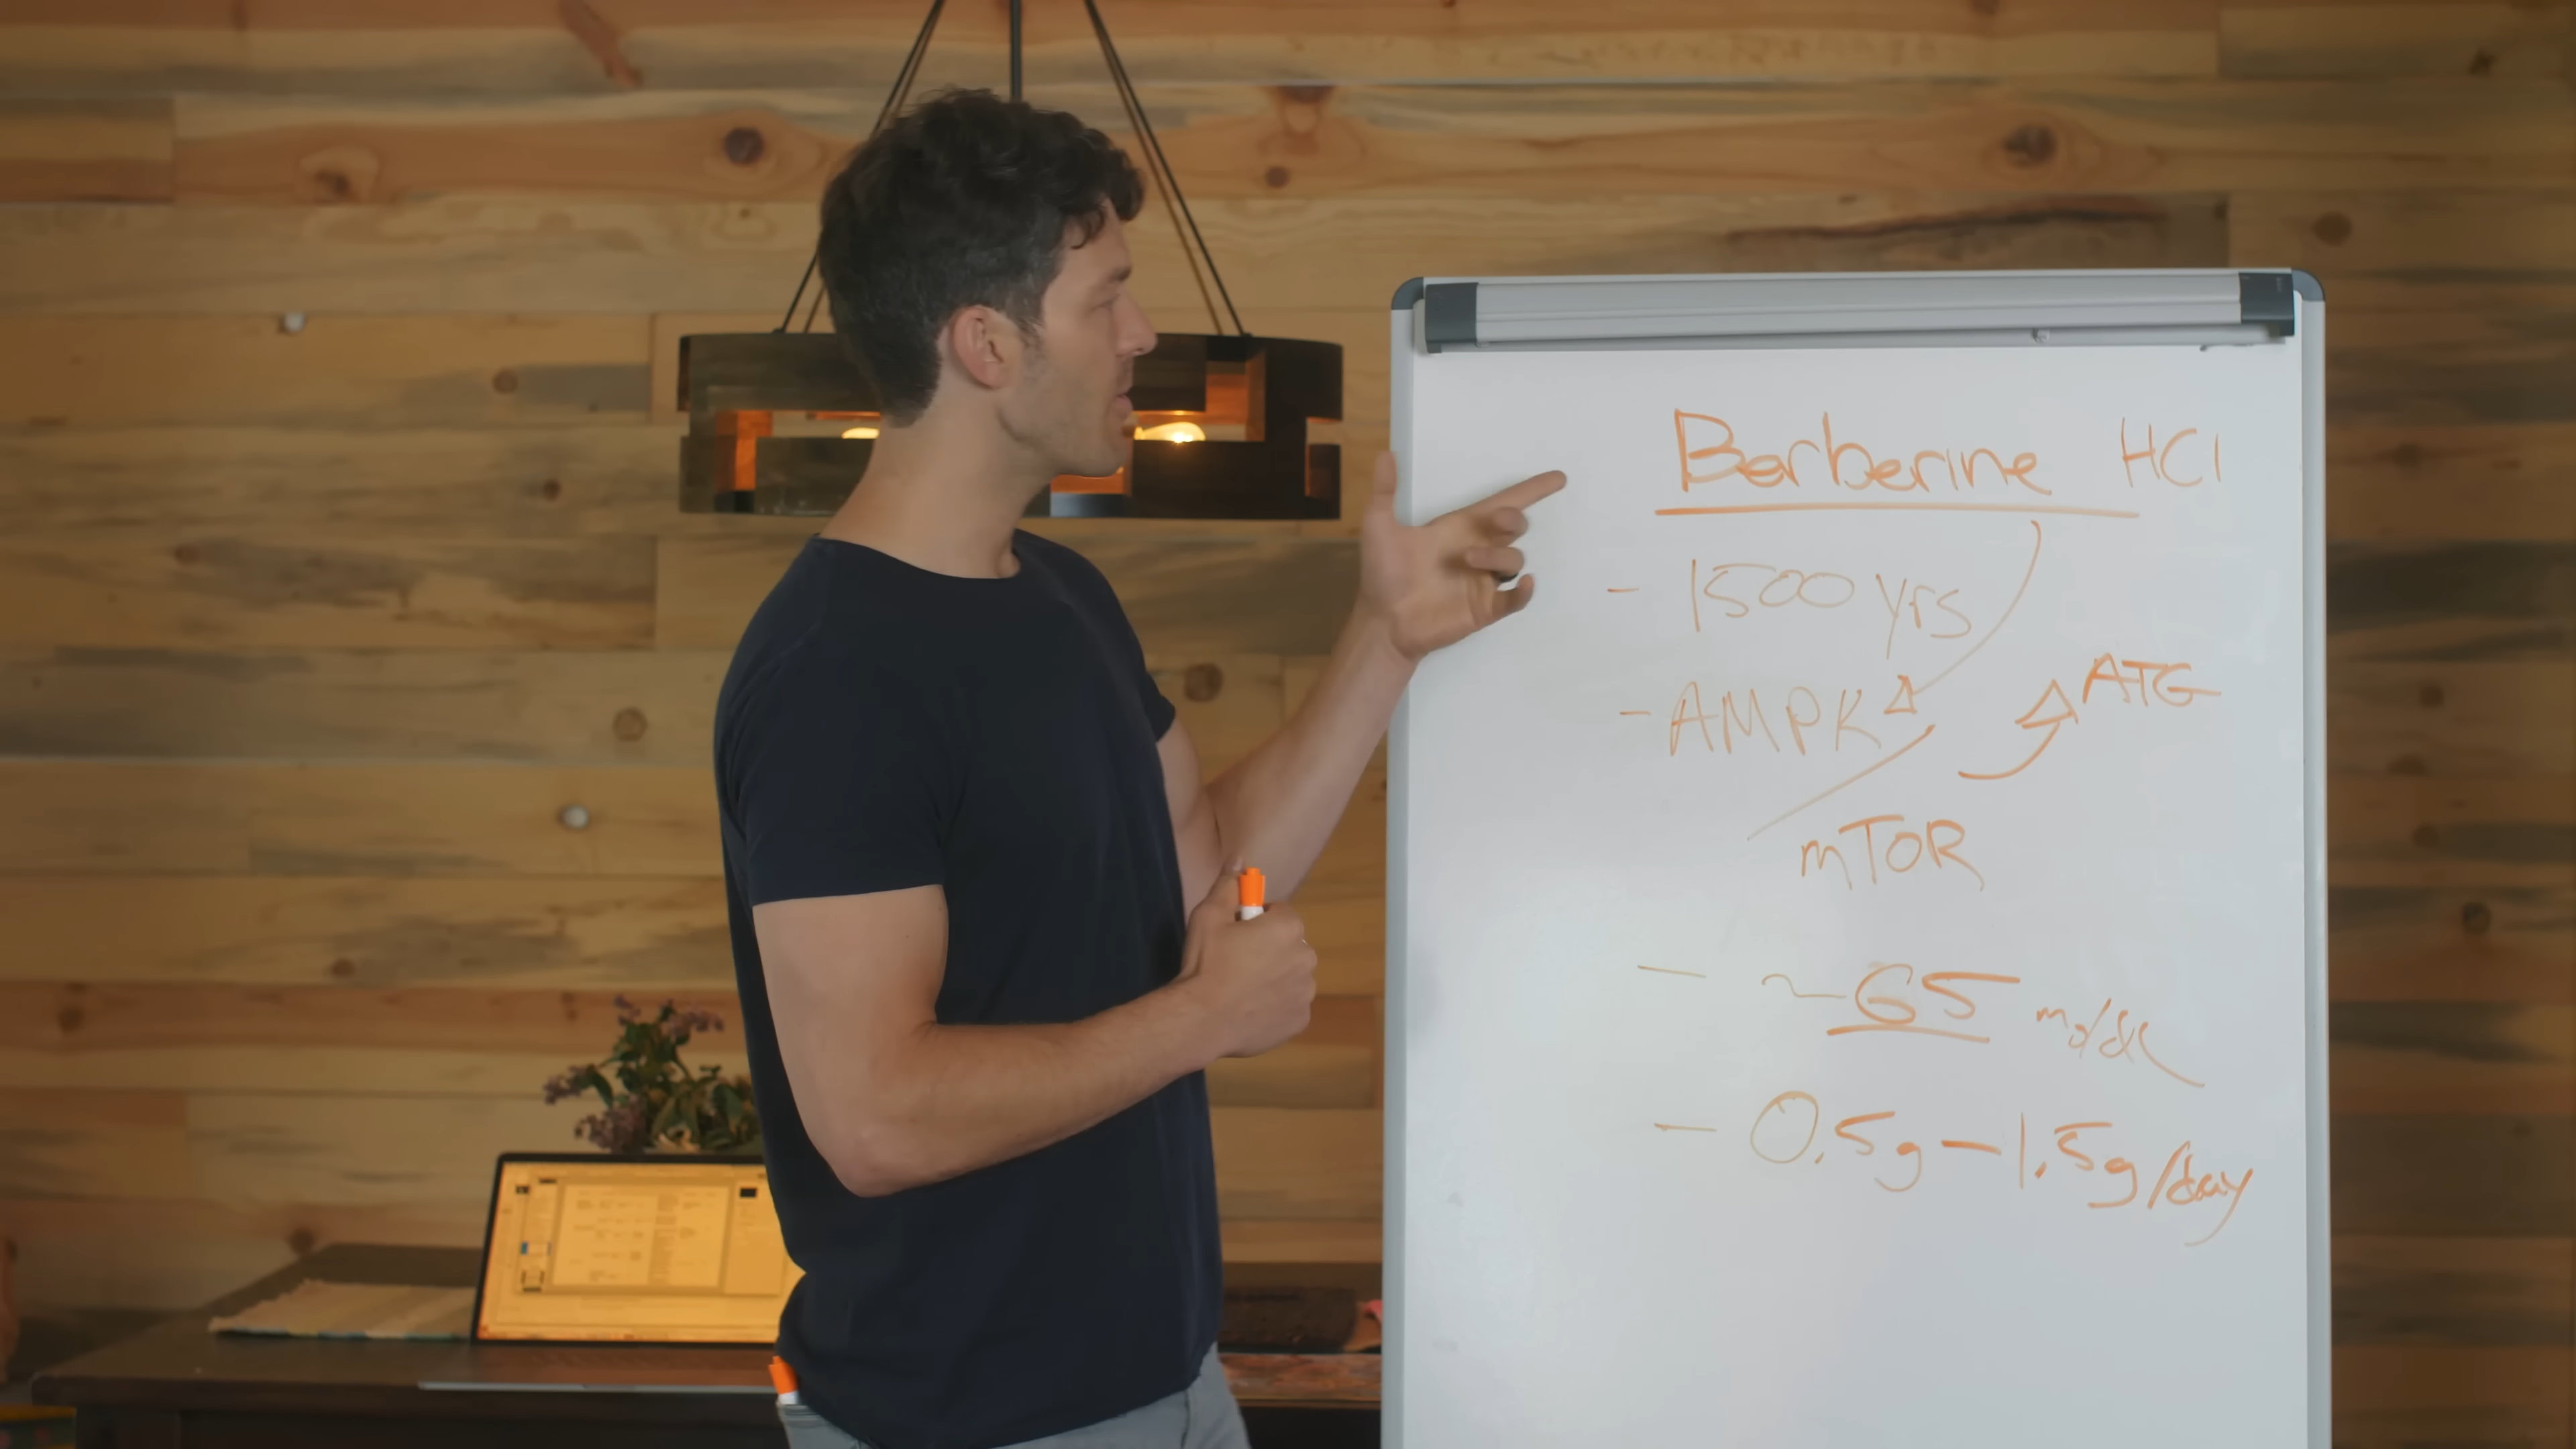 Berberine HCl
- 1500 yrs
- AMPK
ATG
mTOR
- ~65 mg/dL
- 0.5g - 1.5g/day